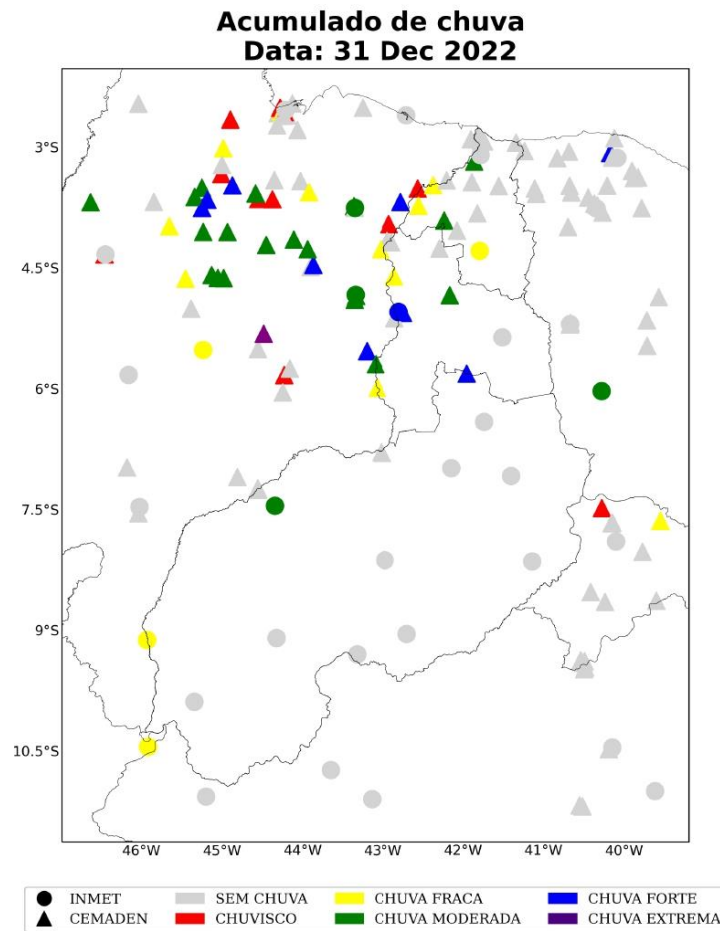 Acumulado de chuva
Data: 31 Dec 2022
3°S
4.5°S
6°S
7.5°S
9°S
10.5°S
46°W 45°W 44°W 43°W 42°W 41°W 40°W
INMET SEM CHUVA CHUVA FRACA CHUVA FORTE
CEMADEN CHUVISCO CHUVA MODERADA CHUVA EXTREMA